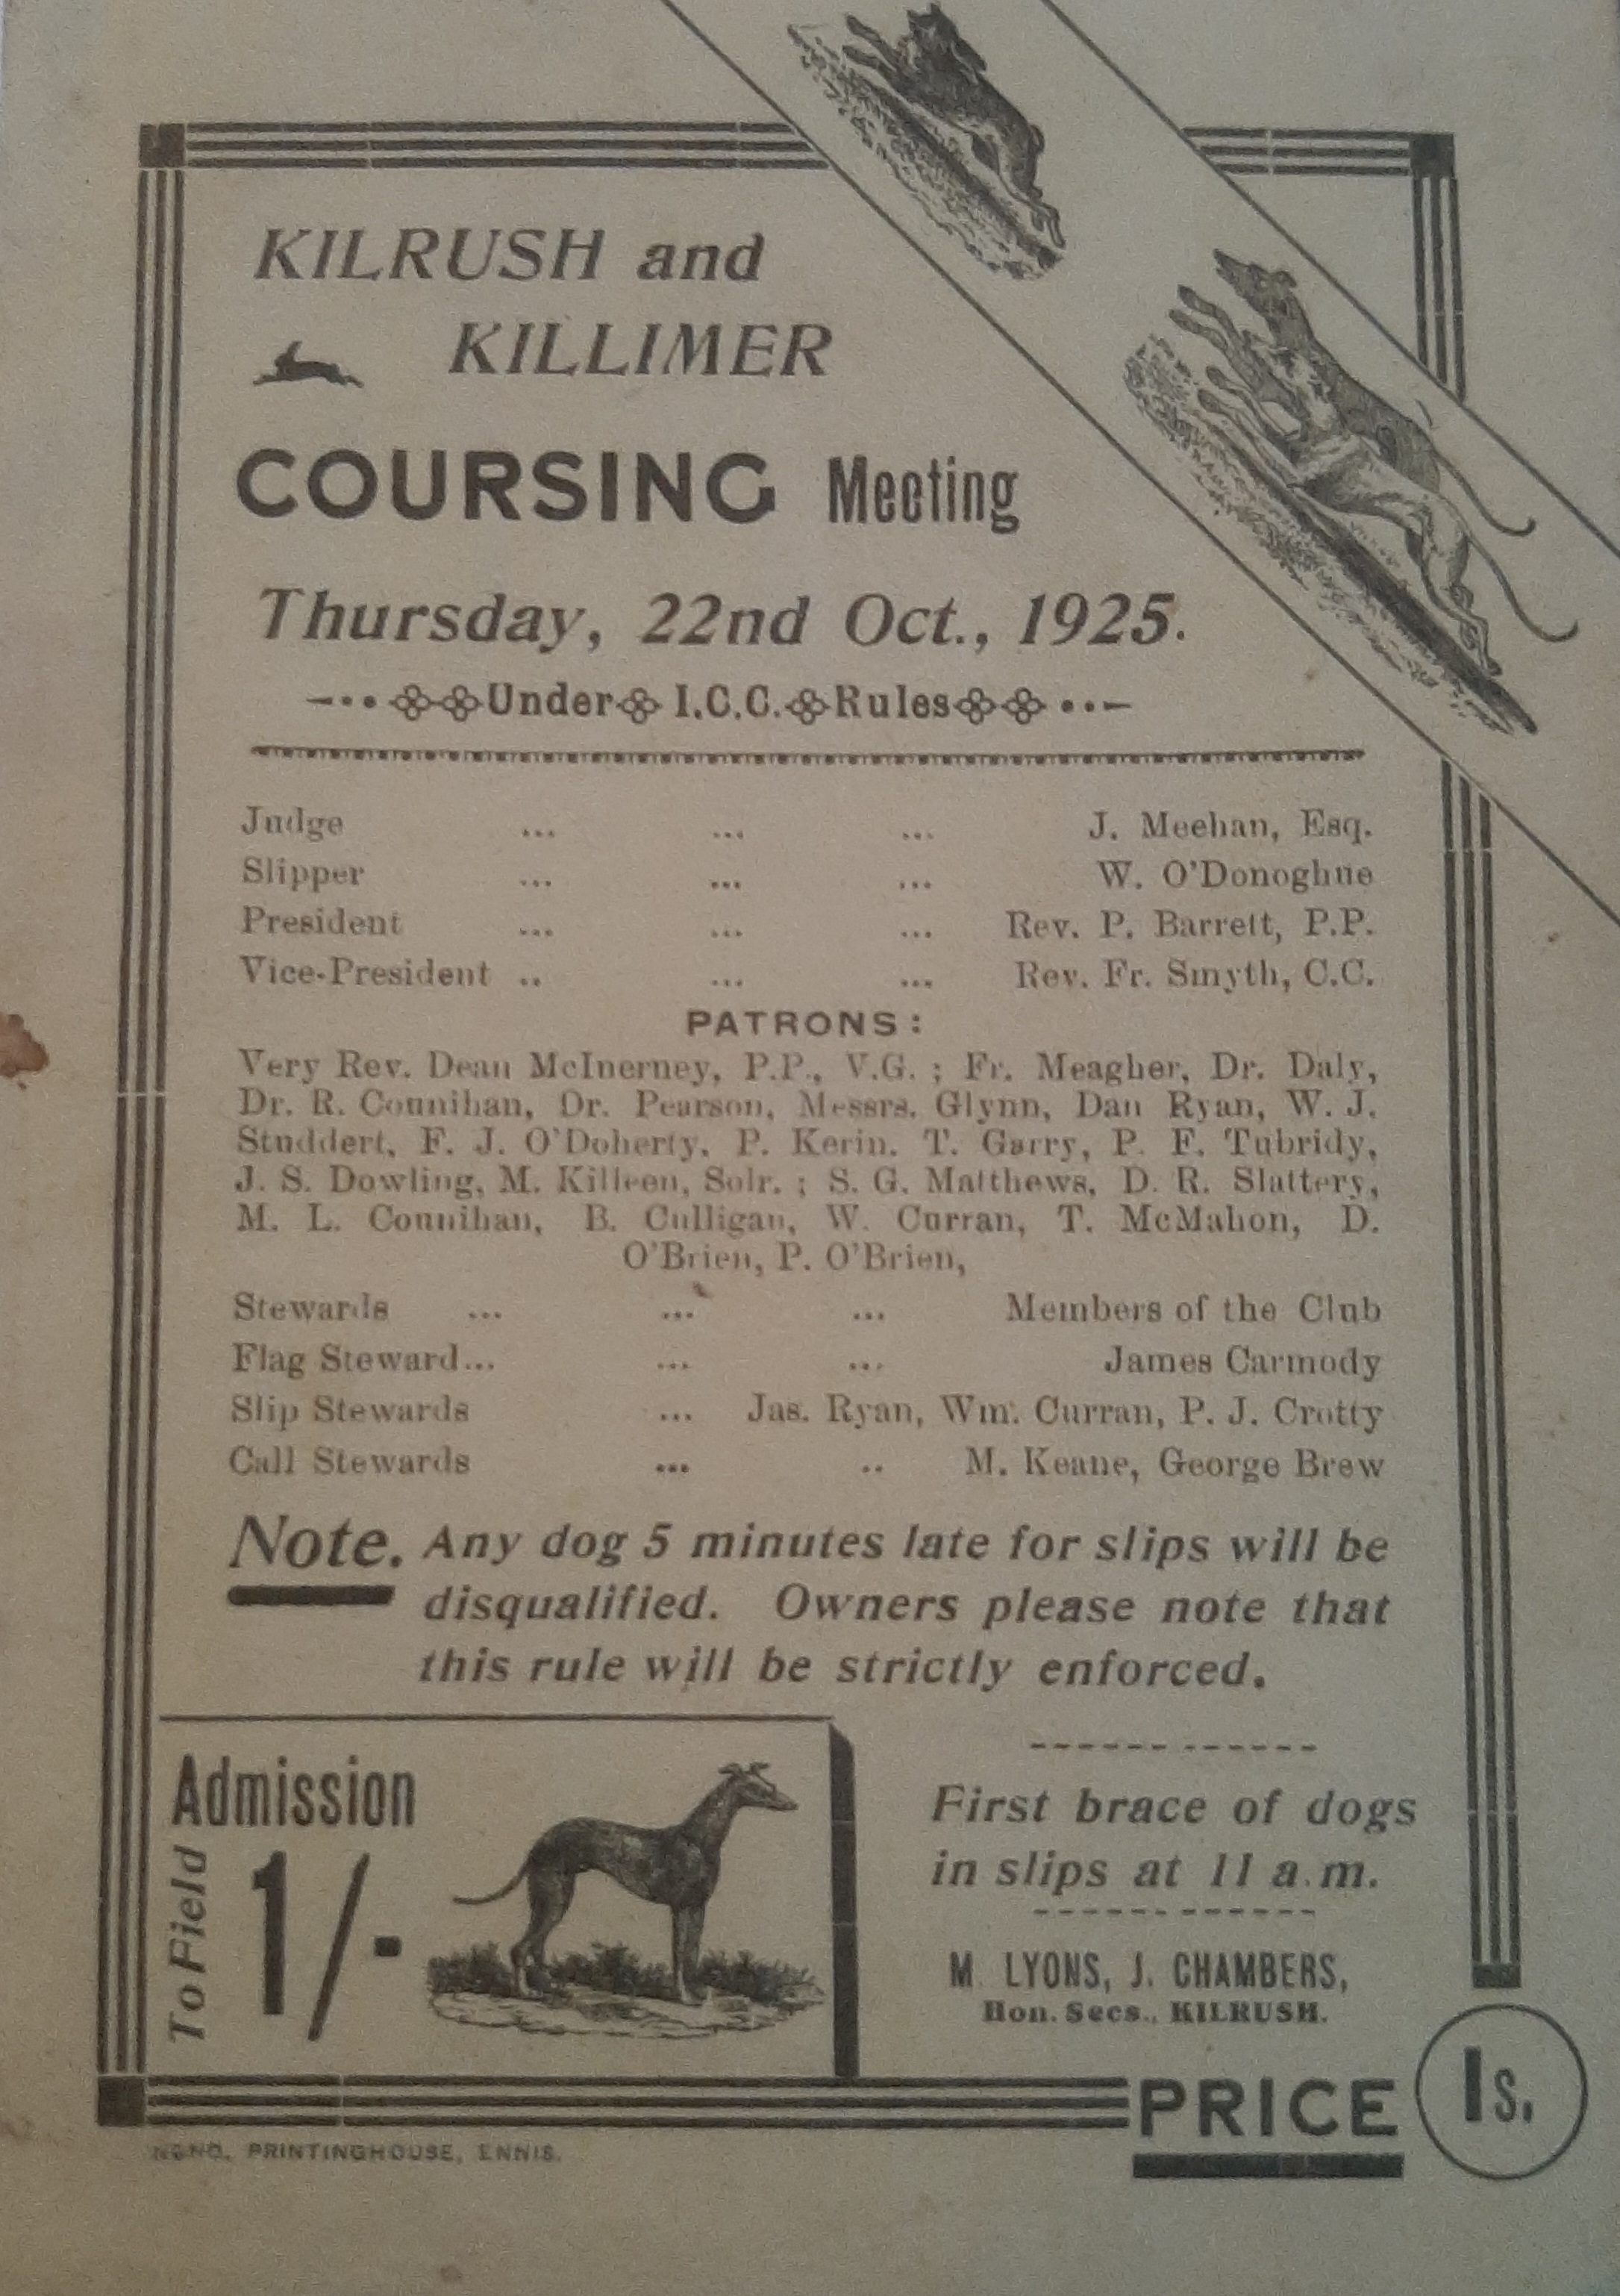 KILRUSH and
KILLIMER
COURSING Meeting
Thursday, 22nd Oct., 1925.
Under I.C.C. Rules
Judge ... ... ... J. Meehan, Esq.
Slipper ... ... ... W. O'Donoghue
President ... ... ... Rev. P. Barrett, P.P.
Vice-President .. ... ... Rev. Fr. Smyth, C.C.
PATRONS:
Very Rev. Dean McInerney, P.P., V.G. ; Fr. Meagher, Dr. Daly,
Dr. R. Counihan, Dr. Pearson, Messrs. Glynn, Dan Ryan, W. J.
Studdert, F. J. O'Doherty, P. Kerin, T. Garry, P. F. Tubridy,
J. S. Dowling, M. Killeen, Solr. ; S. G. Matthews, D. R. Slattery,
M. L. Counihan, B. Culligan, W. Curran, T. McMahon, D.
O'Brien, P. O'Brien,
Stewards ... ... ... Members of the Club
Flag Steward... ... ... James Carmody
Slip Stewards ... Jas. Ryan, Wm. Curran, P. J. Crotty
Call Stewards ... .. M. Keane, George Brew
Note. Any dog 5 minutes late for slips will be
disqualified. Owners please note that
this rule will be strictly enforced.
Admission
To Field
1/-
First brace of dogs
in slips at 11 a.m.
M. LYONS, J. CHAMBERS,
Hon. Secs., KILRUSH.
PRICE 1s.
PRINTINGHOUSE, ENNIS.